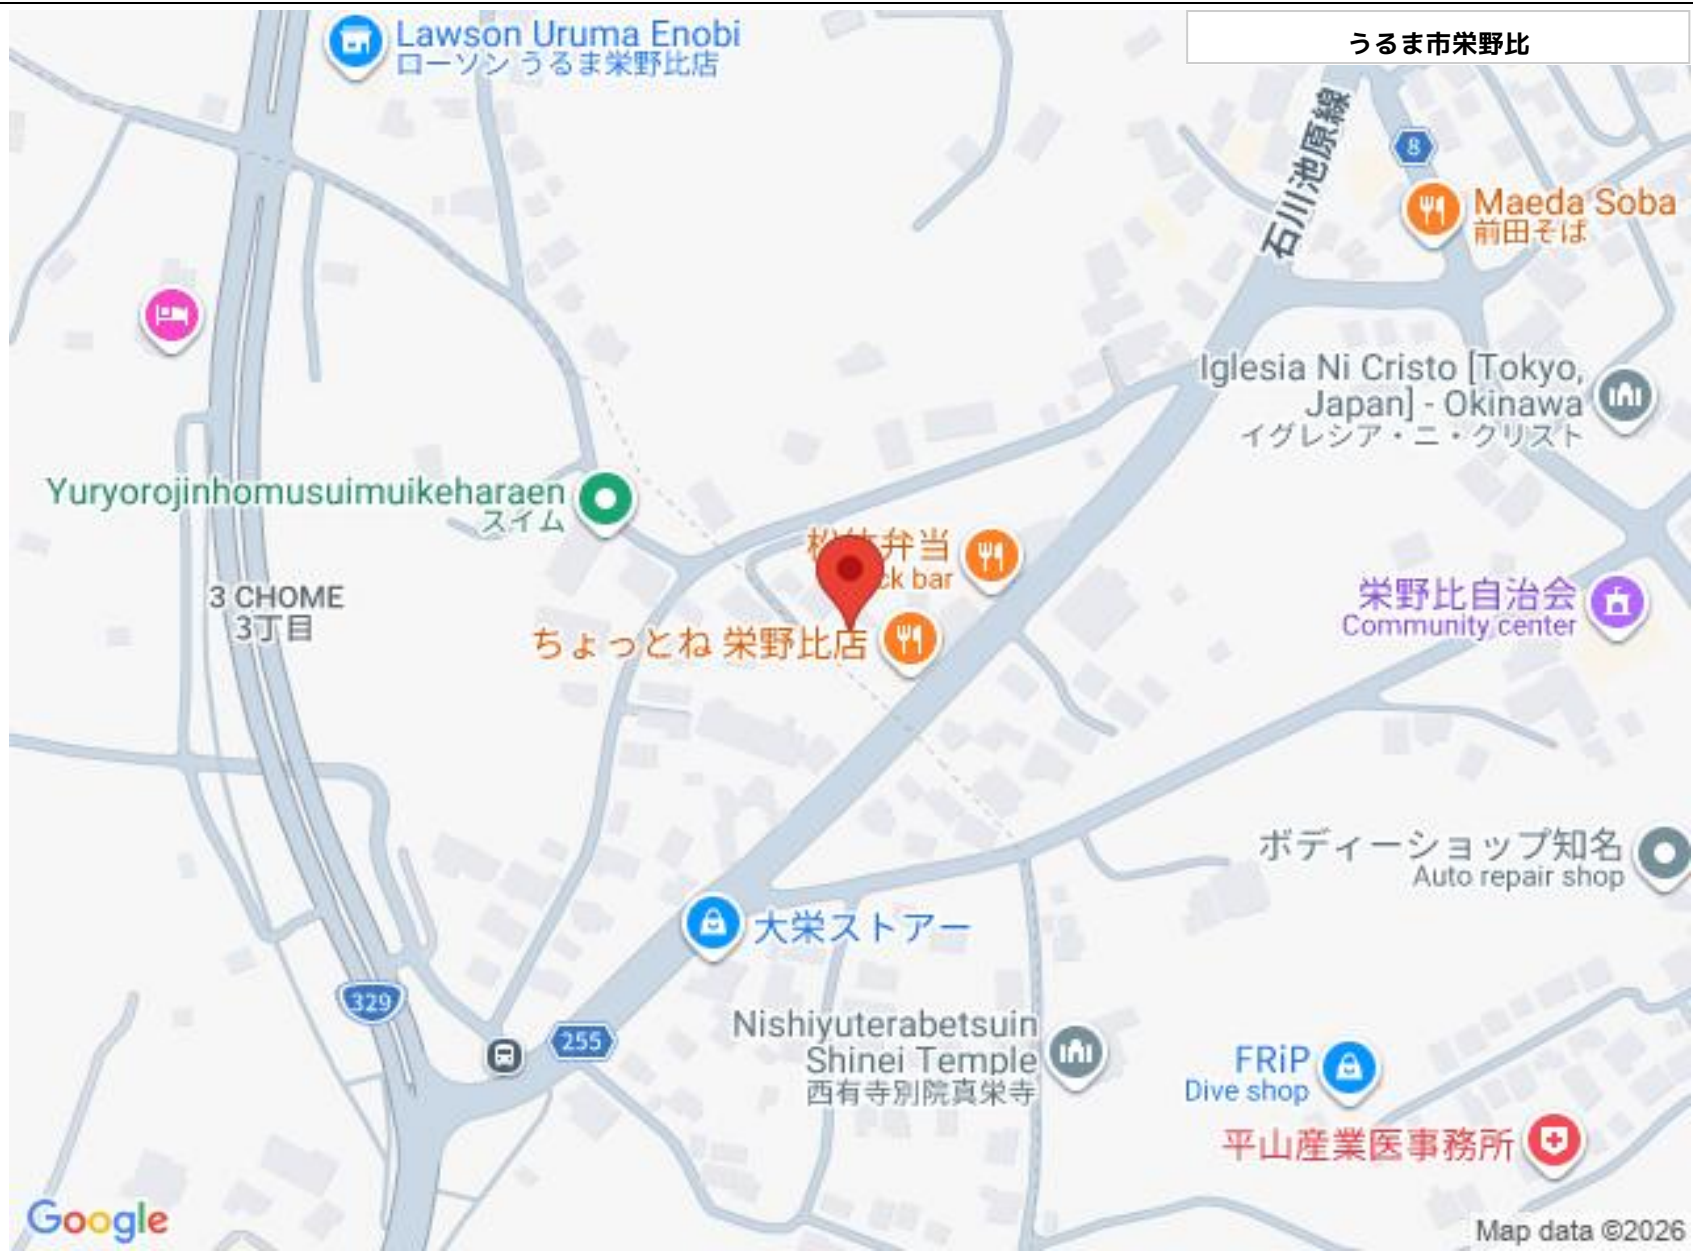 うるま市栄野比
Lawson Uruma Enobi
ローソン うるま栄野比店
石川池原線
8
Maeda Soba
前田そば
Iglesia Ni Cristo [Tokyo,
Japan] - Okinawa
イグレシア・ニ・クリスト
Yuryorojinhomusuimuikeharaen
スイム
弁当
ck bar
3 CHOME
3丁目
ちょっとね 栄野比店
栄野比自治会
Community center
ボディーショップ知名
Auto repair shop
大栄ストアー
329
255
Nishiyuterabetsuin
Shinei Temple
西有寺別院真栄寺
FRiP
Dive shop
平山産業医事務所
Google
Map data ©2026